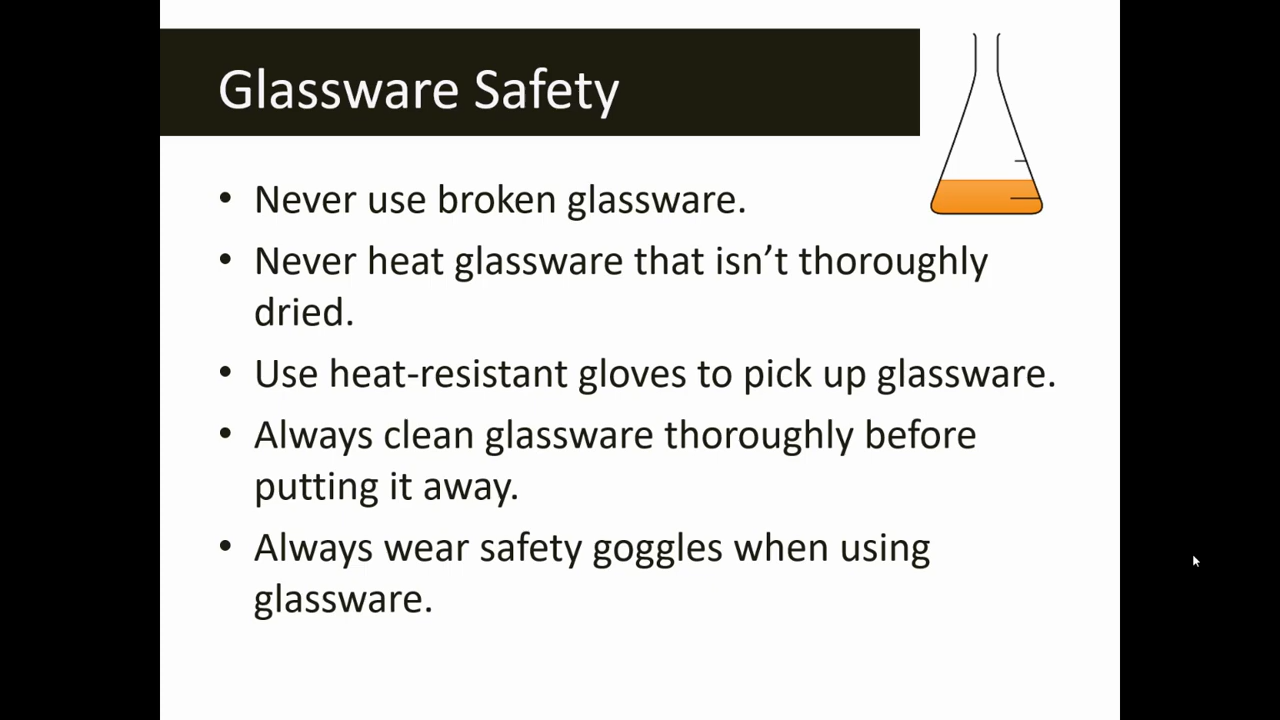 Glassware Safety
• Never use broken glassware.
• Never heat glassware that isn’t thoroughly
dried.
• Use heat-resistant gloves to pick up glassware.
• Always clean glassware thoroughly before
putting it away.
• Always wear safety goggles when using
glassware.